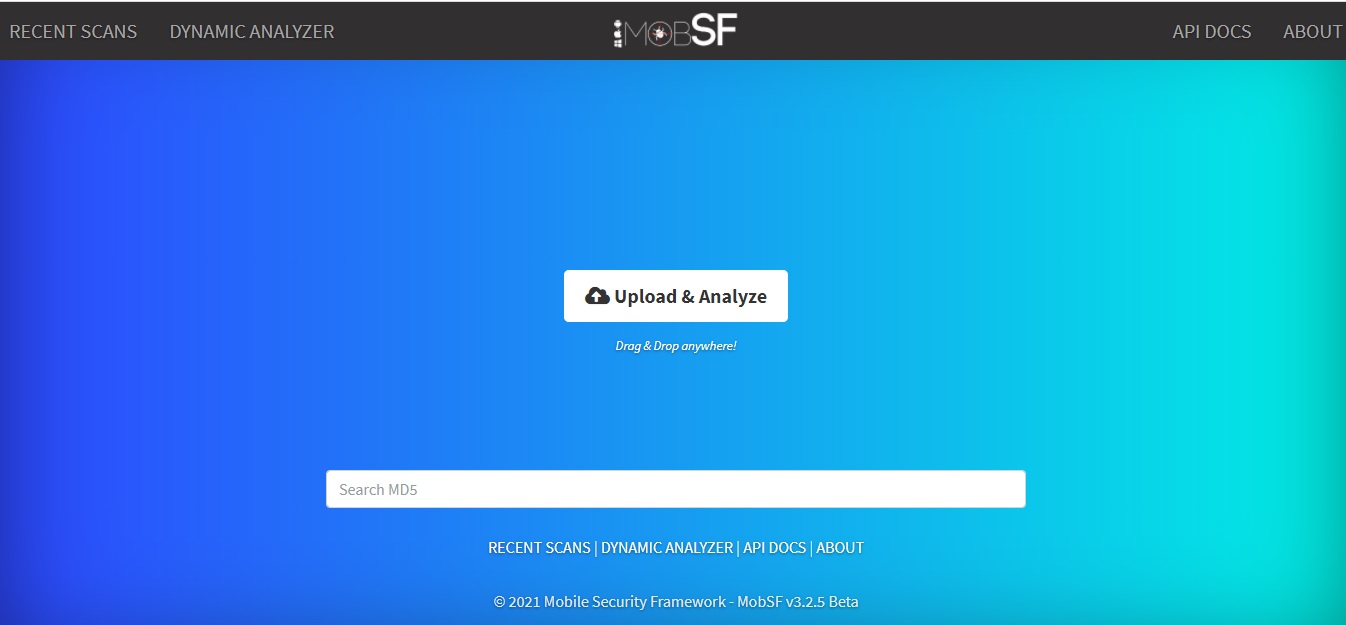 RECENT SCANS DYNAMIC ANALYZER MOBSF API DOCS ABOUT
Upload & Analyze
Drag & Drop anywhere!
Search MD5
RECENT SCANS | DYNAMIC ANALYZER | API DOCS | ABOUT
© 2021 Mobile Security Framework - MobSF v3.2.5 Beta